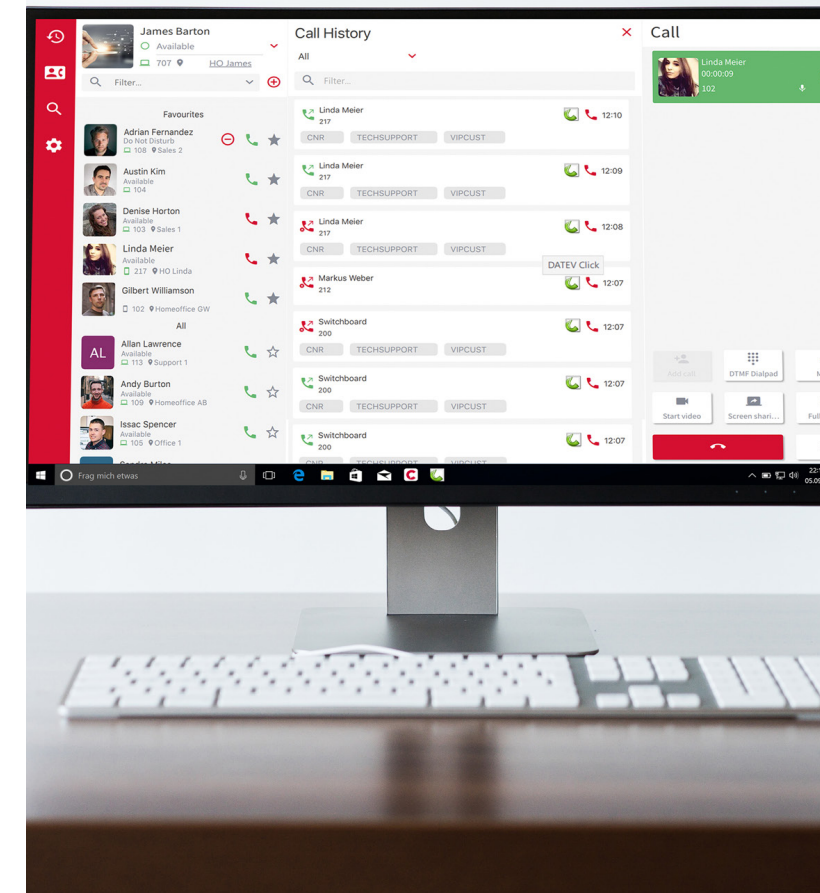 James Barton
Available
707
HO James
Filter...
Favourites
Adrian Fernandez
Do Not Disturb
108 Sales 2
Austin Kim
Available
104
Denise Horton
Available
103 Sales 1
Linda Meier
Available
217 HO Linda
Gilbert Williamson
102 Homeoffice GW
All
AL
Allan Lawrence
Available
113 Support 1
Andy Burton
Available
109 Homeoffice AB
Issac Spencer
Available
105 Office 1
Call History
All
Filter...
Linda Meier
217
12:10
CNR TECHSUPPORT VIPCUST
Linda Meier
217
12:09
CNR TECHSUPPORT VIPCUST
Linda Meier
217
12:08
CNR TECHSUPPORT VIPCUST
DATEV Click
Markus Weber
212
12:07
Switchboard
200
12:07
CNR TECHSUPPORT VIPCUST
Switchboard
200
12:07
CNR TECHSUPPORT VIPCUST
Switchboard
200
12:07
CNR TECHSUPPORT VIPCUST
Call
Linda Meier
00:00:09
102
Add call
DTMF Dialpad
Start video
Screen shari...
Full
Frag mich etwas
05.09